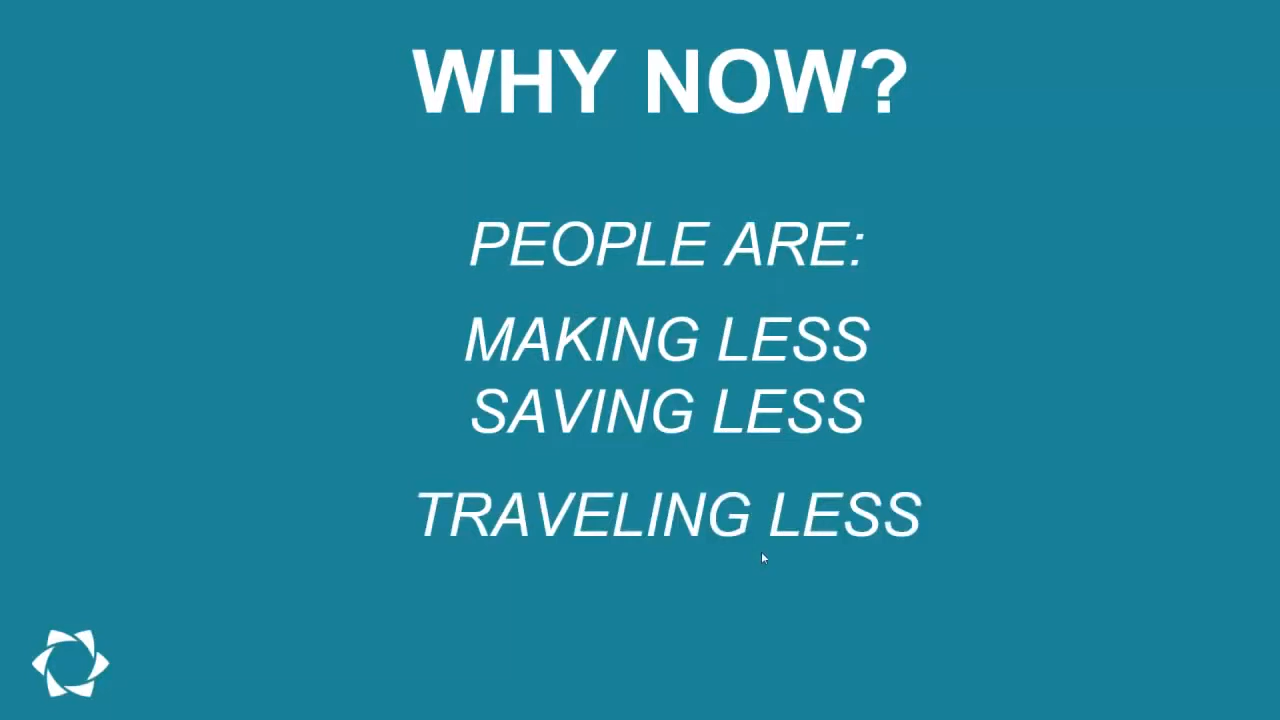 WHY NOW?
PEOPLE ARE:
MAKING LESS
SAVING LESS
TRAVELING LESS